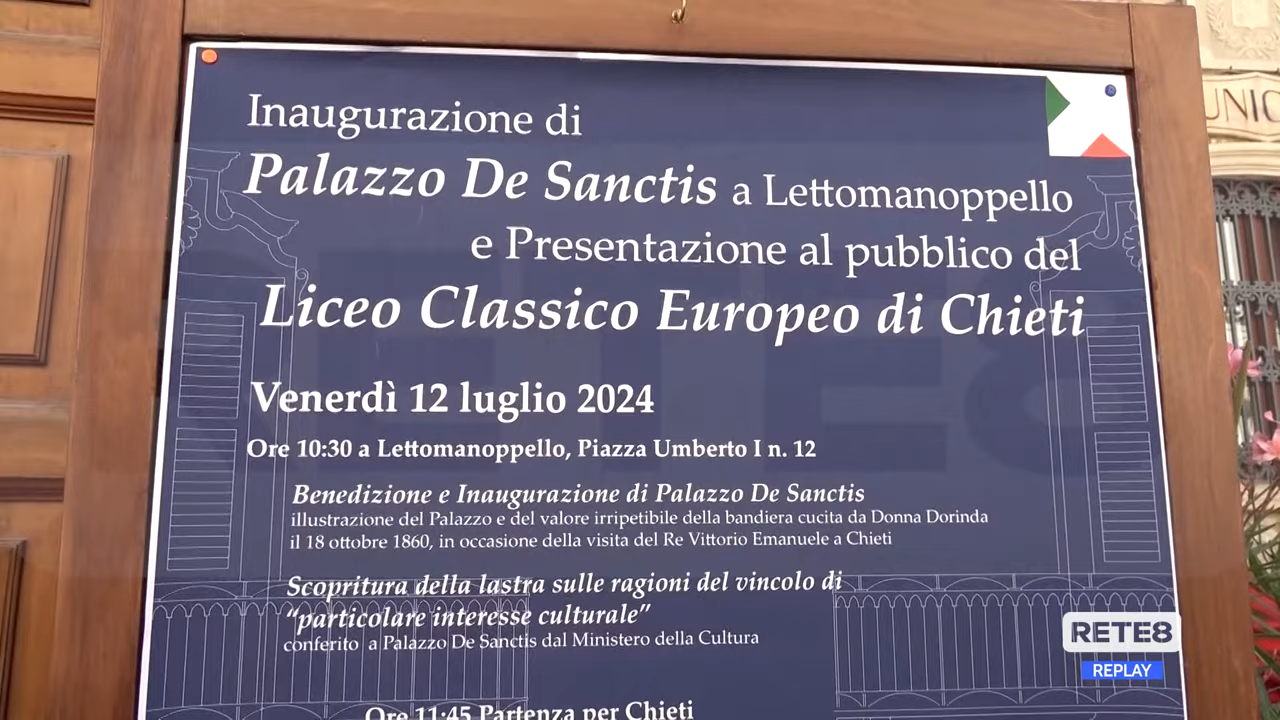 Inaugurazione di
Palazzo De Sanctis a Lettomanoppello
e Presentazione al pubblico del
Liceo Classico Europeo di Chieti
Venerdì 12 luglio 2024
Ore 10:30 a Lettomanoppello, Piazza Umberto I n. 12
Benedizione e Inaugurazione di Palazzo De Sanctis
illustrazione del Palazzo e del valore irripetibile della bandiera cucita da Donna Dorinda
il 18 ottobre 1860, in occasione della visita del Re Vittorio Emanuele a Chieti
Scopritura della lastra sulle ragioni del vincolo di
“particolare interesse culturale”
conferito a Palazzo De Sanctis dal Ministero della Cultura
Ore 11:45 Partenza per Chieti
RETE8
REPLAY